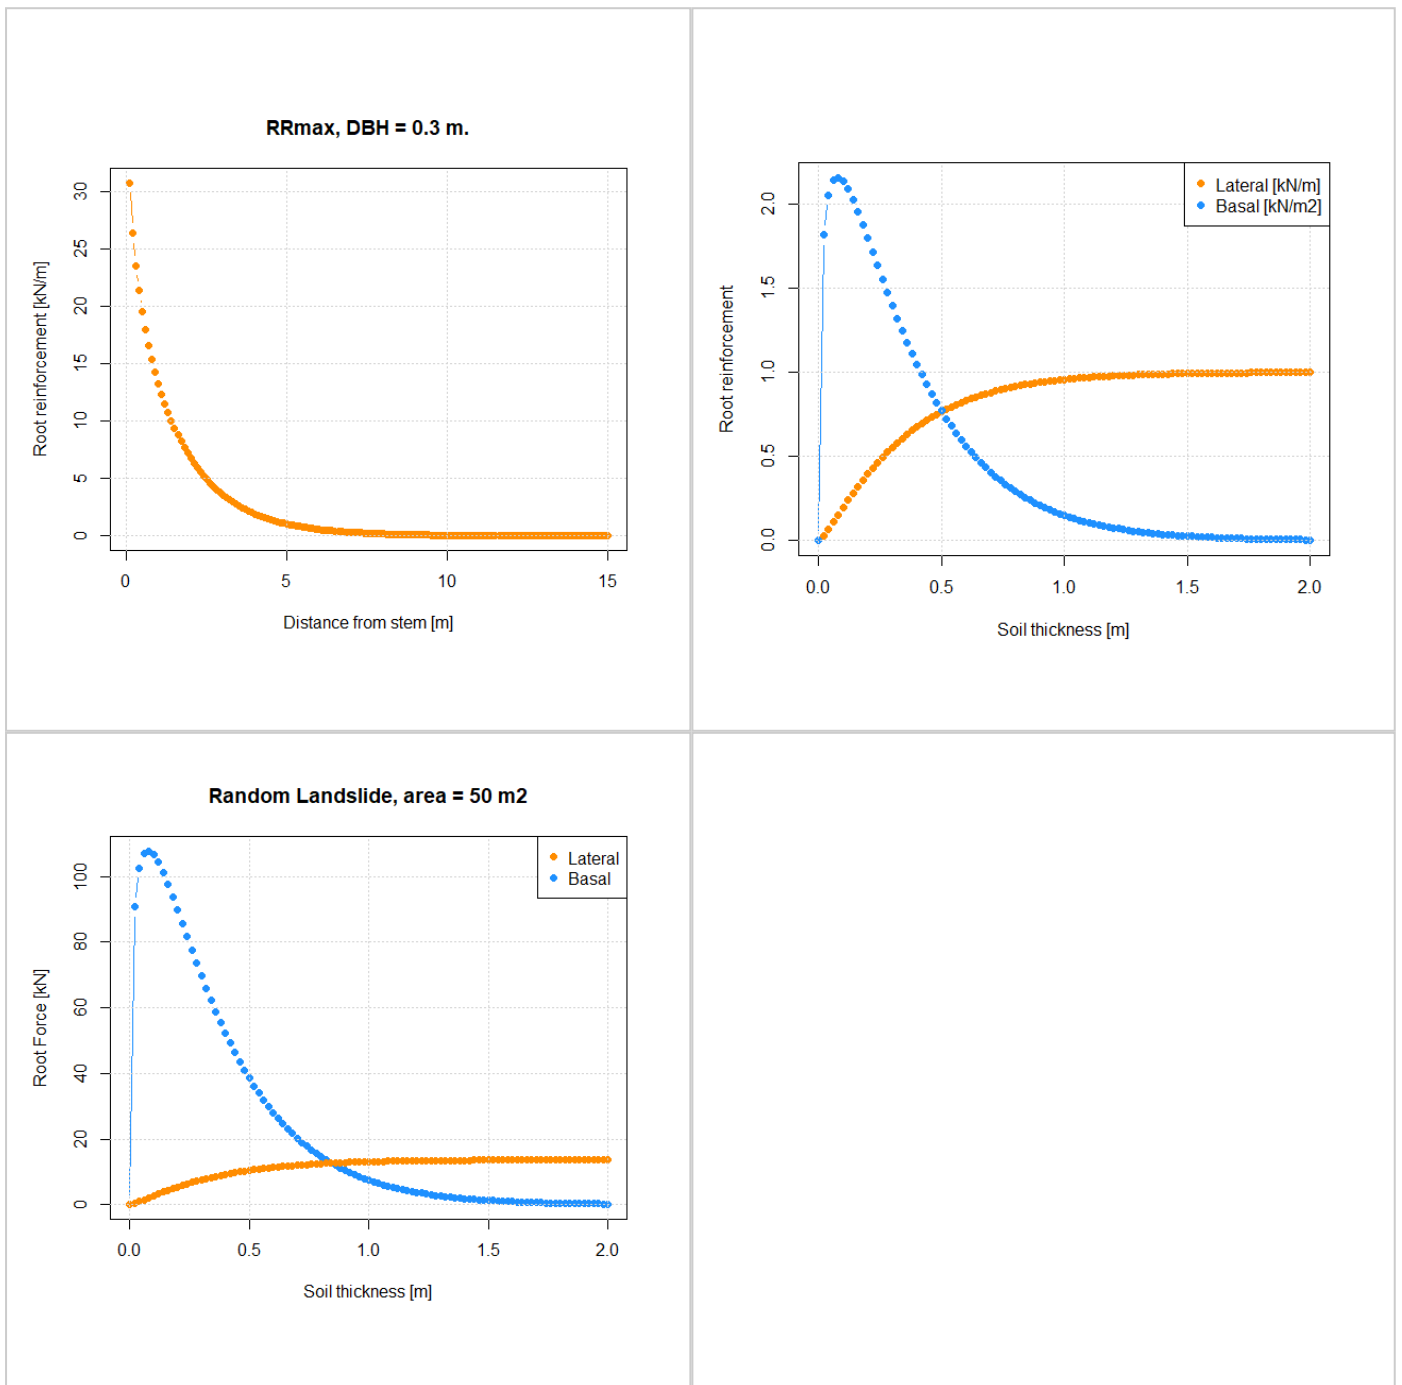 RRmax, DBH = 0.3 m.
Root reinforcement [kN/m]
30
25
20
15
10
5
0
0 5 10 15
Distance from stem [m]
Root reinforcement
2.0
1.5
1.0
0.5
0.0
Lateral [kN/m]
Basal [kN/m2]
0.0 0.5 1.0 1.5 2.0
Soil thickness [m]
Random Landslide, area = 50 m2
Root Force [kN]
100
80
60
40
20
0
Lateral
Basal
0.0 0.5 1.0 1.5 2.0
Soil thickness [m]